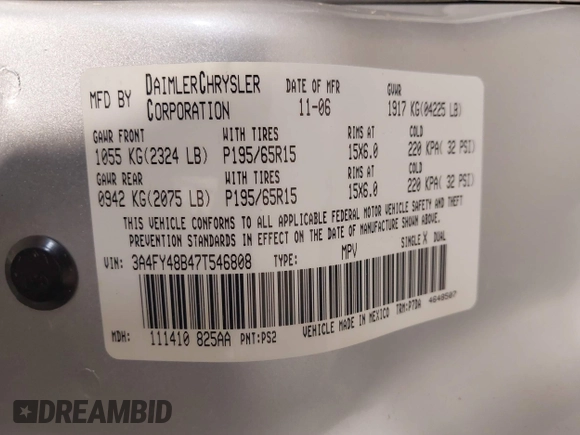 MFD BY DAIMLERCHRYSLER CORPORATION DATE OF MFR 11-06 GVWR 1917 KG(04225 LB)
GAWR FRONT WITH TIRES RIMS AT COLD
1055 KG(2324 LB) P195/65R15 15X6.0 220 KPA( 32 PSI)
GAWR REAR WITH TIRES RIMS AT COLD
0942 KG(2075 LB) P195/65R15 15X6.0 220 KPA( 32 PSI)
THIS VEHICLE CONFORMS TO ALL APPLICABLE FEDERAL MOTOR VEHICLE SAFETY AND THEFT
PREVENTION STANDARDS IN EFFECT ON THE DATE OF MANUFACTURE SHOWN ABOVE.
VIN: 3A4FY48B47T546808 TYPE: MPV SINGLE X DUAL
MDH: 111410 825AA PNT:PS2 VEHICLE MADE IN MEXICO TRM:P7DA 4648507
DREAMBID